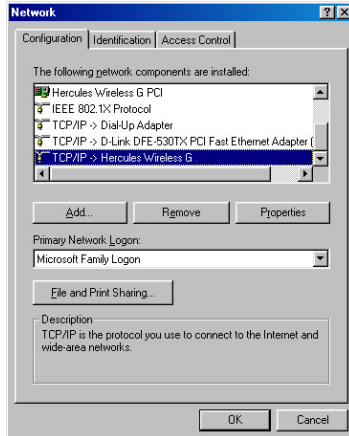 Network
Configuration Identification Access Control
The following network components are installed:
Hercules Wireless G PCI
IEEE 802.1X Protocol
TCP/IP -> Dial-Up Adapter
TCP/IP -> D-Link DFE-530TX PCI Fast Ethernet Adapter (
TCP/IP -> Hercules Wireless G
Add... Remove Properties
Primary Network Logon:
Microsoft Family Logon
File and Print Sharing...
Description
TCP/IP is the protocol you use to connect to the Internet and
wide-area networks.
OK Cancel